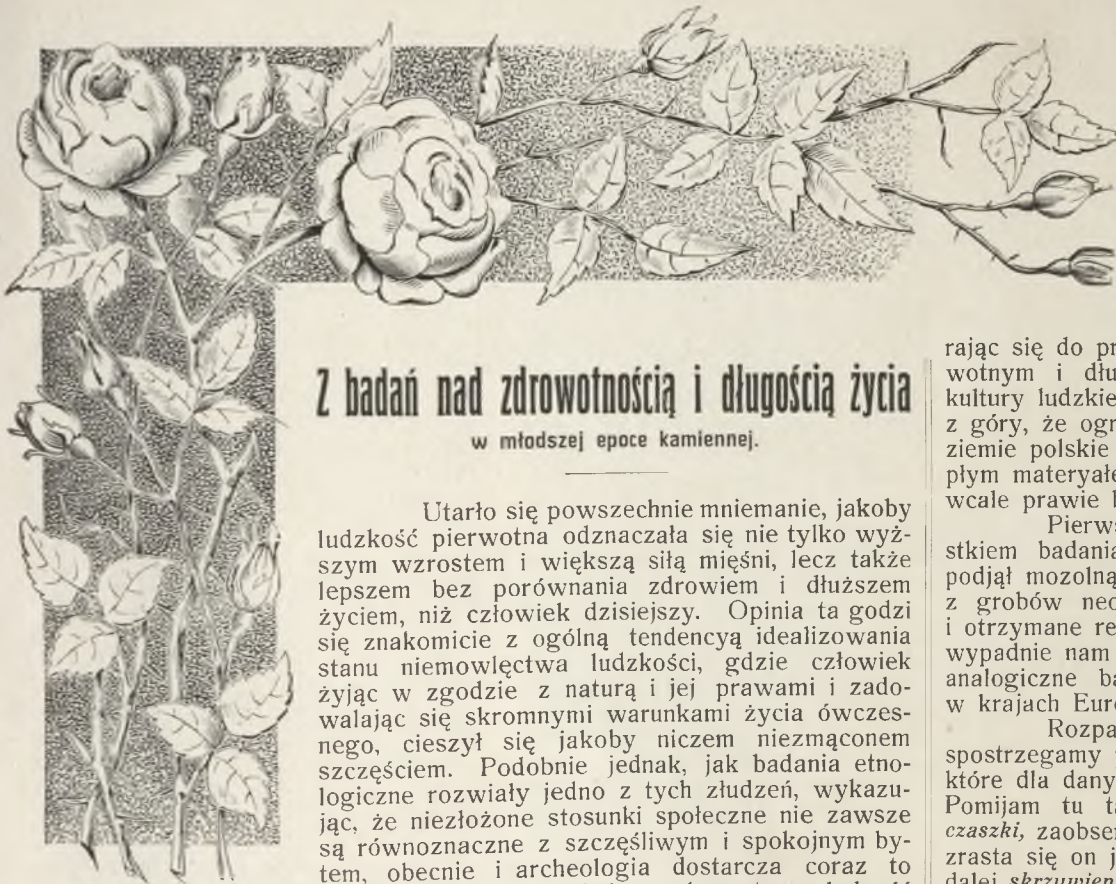 Z badań nad zdrowotnością i długością życia
w młodszej epoce kamiennej.
Utarło się powszechnie mniemanie, jakoby
ludzkość pierwotna odznaczała się nie tylko wyż-
szym wzrostem i większą siłą mięśni, lecz także
lepszem bez porównania zdrowiem i dłuższem
życiem, niż człowiek dzisiejszy. Opinia ta godzi
się znakomicie z ogólną tendencyą idealizowania
stanu niemowlęctwa ludzkości, gdzie człowiek
żyjąc w zgodzie z naturą i jej prawami i zado-
walając się skromnymi warunkami życia ówczes-
nego, cieszył się jakoby niczem niezmąconem
szczęściem. Podobnie jednak, jak badania etno-
logiczne rozwiały jedno z tych złudzeń, wykazu-
jąc, że niezłożone stosunki społeczne nie zawsze
są równoznaczne z szczęśliwym i spokojnym by-
tem, obecnie i archeologia dostarcza coraz to
rając się do pr
wotnym i dłu
kultury ludzkie
z góry, że ogr
ziemie polskie
płym materyałe
wcale prawie
Pierws
stkiem badania
podjął mozolną
z grobów neo
i otrzymane re
wypadnie nam
analogiczne ba
w krajach Euro
Rozpa
spostrzegamy
które dla dany
Pomijam tu ta
czaszki, zaobser
zrasta się on j
dalej skrzywien